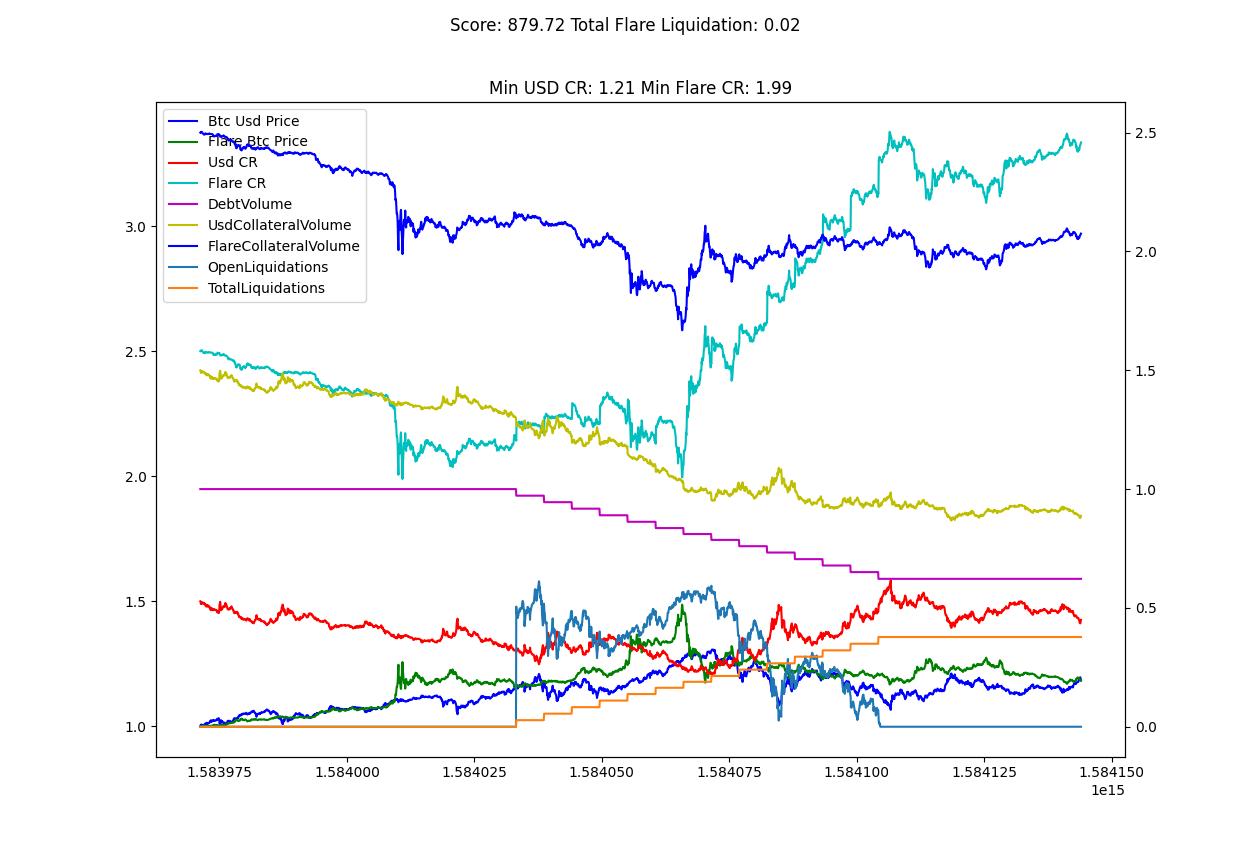 Score: 879.72 Total Flare Liquidation: 0.02
Min USD CR: 1.21 Min Flare CR: 1.99
Btc Usd Price
Flare Btc Price
Usd CR
Flare CR
DebtVolume
UsdCollateralVolume
FlareCollateralVolume
OpenLiquidations
TotalLiquidations
3.0
2.5
2.0
1.5
1.0
2.5
2.0
1.5
1.0
0.5
0.0
1.583975 1.584000 1.584025 1.584050 1.584075 1.584100 1.584125 1.584150
1e15